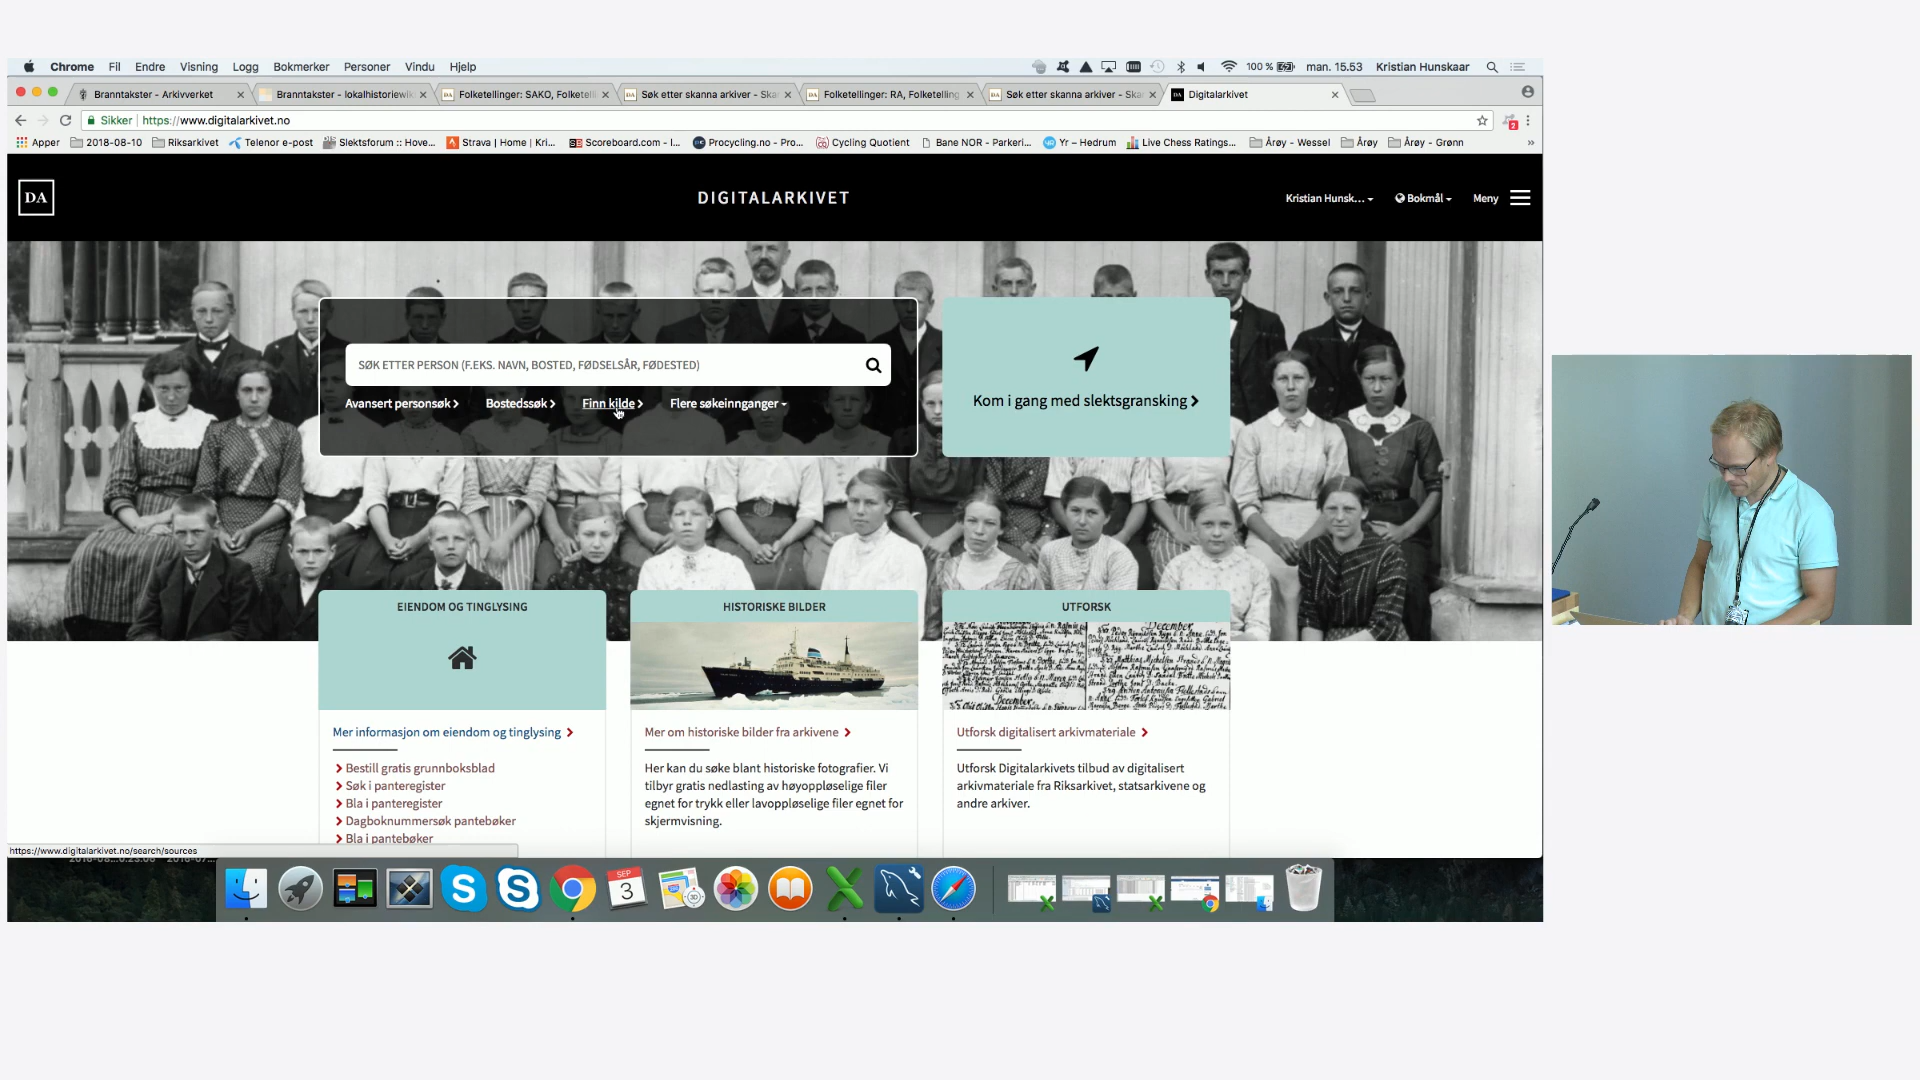 Chrome Fil Endre Visning Logg Bokmerker Personer Vindu Hjelp
100 % man. 15.53 Kristian Hunskaar
Branntakster - Arkivverket
Branntakster - lokalhistoriewik
Folketellinger: SAKO, Folketell
Søk etter skanna arkiver - Ska
Folketellinger: RA, Folketelling
Søk etter skanna arkiver - Ska
Digitalarkivet
Sikker https://www.digitalarkivet.no
2
Apper 2018-08-10 Riksarkivet Telenor e-post Slektsforum :: Hove... Strava | Home | Kri... Scoreboard.com - l... Procycling.no - Pro... Cycling Quotient Bane NOR - Parkeri... Yr – Hedrum Live Chess Ratings... Årøy - Wessel Årøy Årøy - Grønn »
DA
DIGITALARKIVET
Kristian Hunsk... Bokmål Meny
SØK ETTER PERSON (F.EKS. NAVN, BOSTED, FØDSELSÅR, FØDESTED)
Avansert personsøk Bostedssøk Finn kilde Flere søkeinnganger
Kom i gang med slektsgransking
EIENDOM OG TINGLYSING
Mer informasjon om eiendom og tinglysing
Bestill gratis grunnboksblad
Søk i panteregister
Bla i panteregister
Dagboknummersøk pantebøker
Bla i pantebøker
HISTORISKE BILDER
Mer om historiske bilder fra arkivene
Her kan du søke blant historiske fotografier. Vi
tilbyr gratis nedlasting av høyoppløselige filer
egnet for trykk eller lavoppløselige filer egnet for
skjermvisning.
UTFORSK
December
Utforsk digitalisert arkivmateriale
Utforsk Digitalarkivets tilbud av digitalisert
arkivmateriale fra Riksarkivet, statsarkivene og
andre arkiver.
https://www.digitalarkivet.no/search/sources
SEP
3
3D